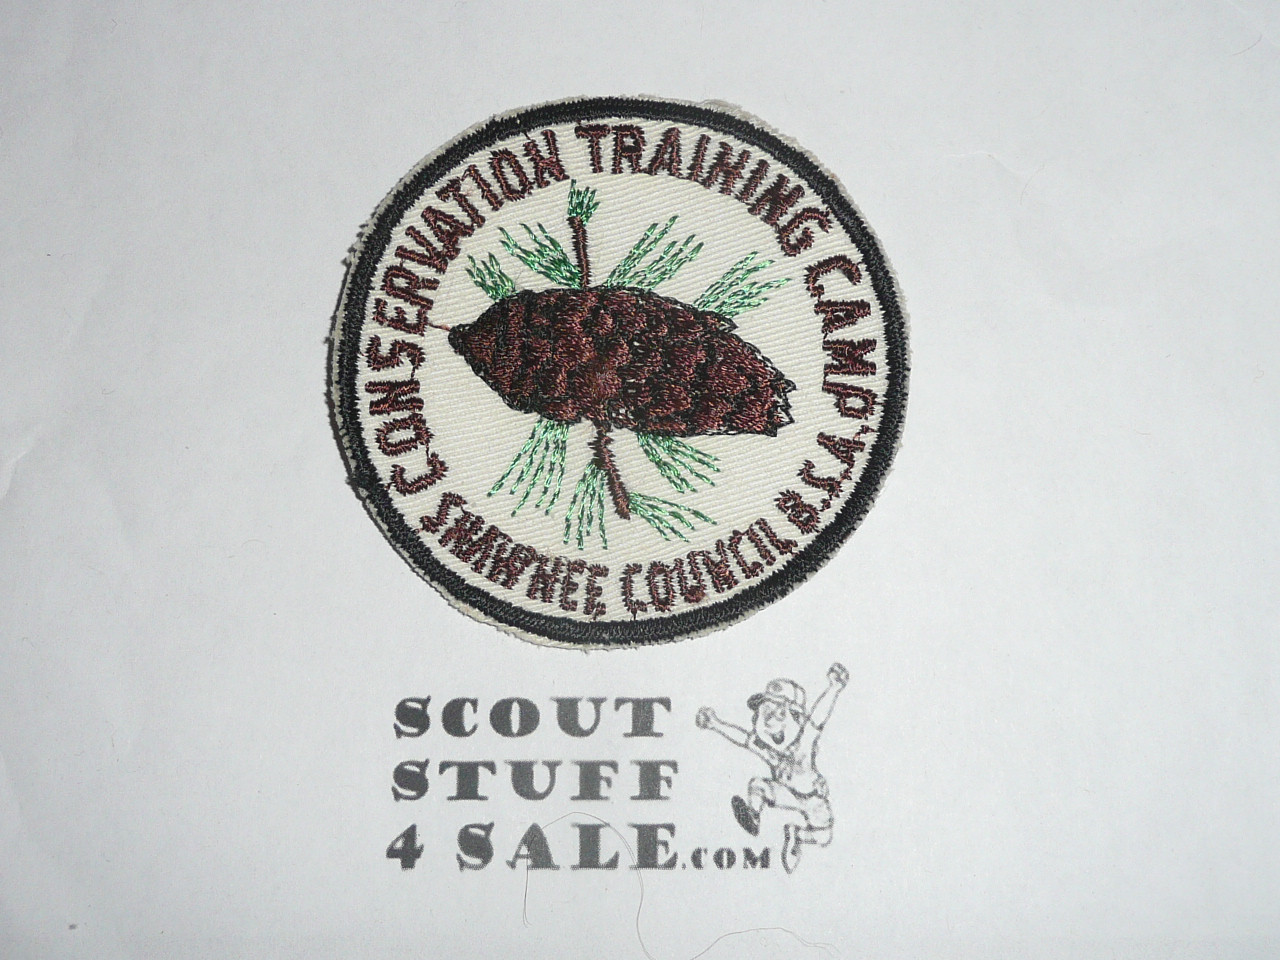 CONSERVATION TRAINING CAMP
SHAWNEE COUNCIL B.S.A.
SCOUT
STUFF
4 SALE.COM